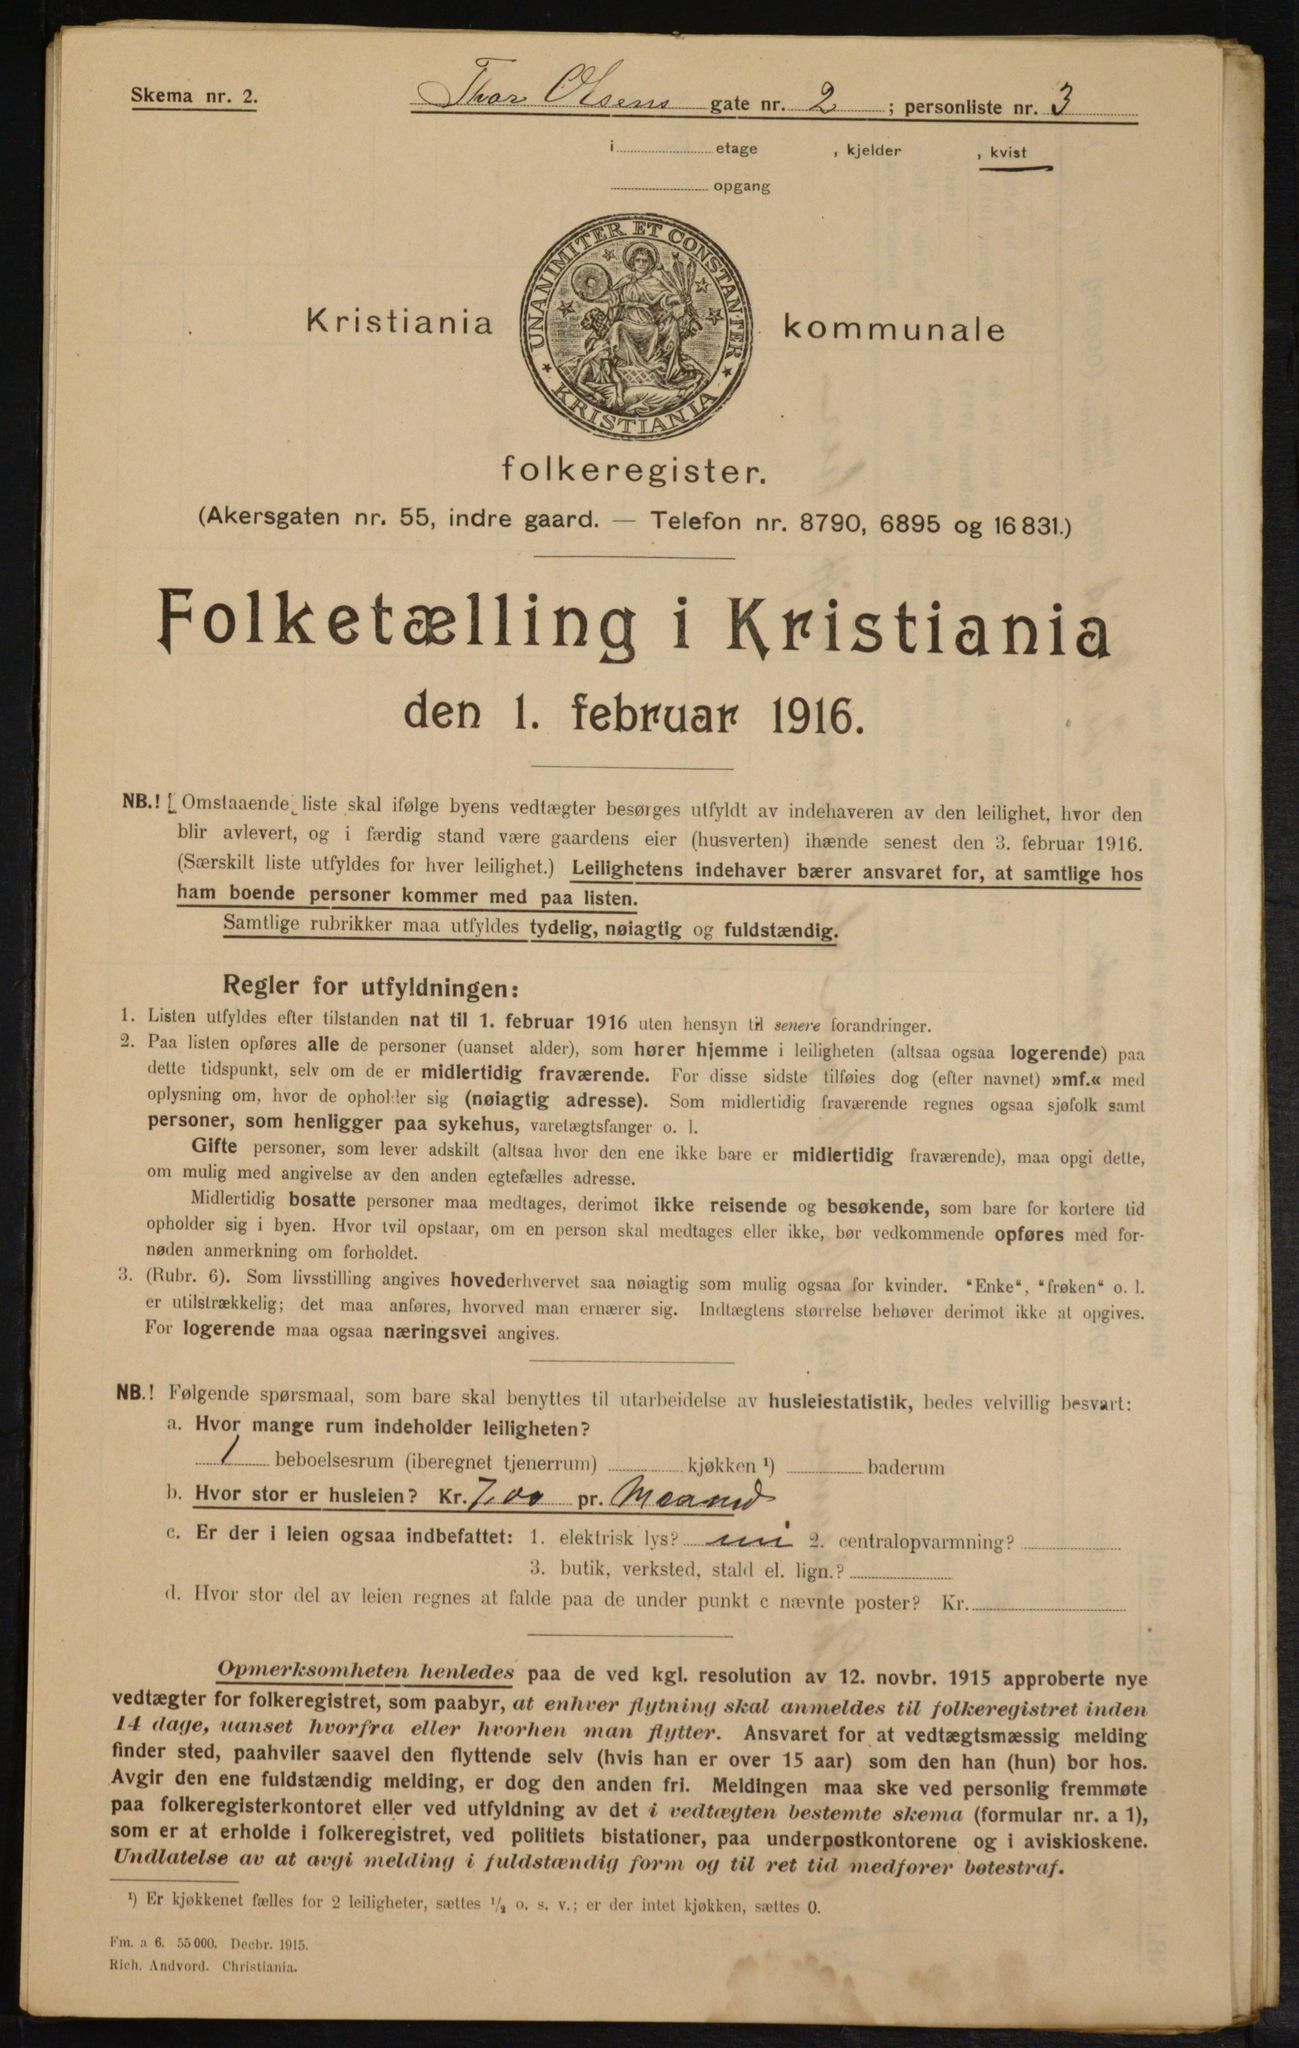 Skema nr. 2.
Thor Olsens gate nr. 2 ; personliste nr. 3
i etage , kjelder , kvist
opgang
UNANIMITER ET CONSTANTER
KRISTIANIA
Kristiania kommunale
folkeregister.
(Akersgaten nr. 55, indre gaard. — Telefon nr. 8790, 6895 og 16831.)
Folketælling i Kristiania
den 1. februar 1916.
NB.! [Omstaaende] liste skal ifølge byens vedtægter besørges utfyldt av indehaveren av den leilighet, hvor den
blir avlevert, og i færdig stand være gaardens eier (husverten) ihænde senest den 3. februar 1916.
(Særskilt liste utfyldes for hver leilighet.) Leilighetens indehaver bærer ansvaret for, at samtlige hos
ham boende personer kommer med paa listen.
Samtlige rubrikker maa utfyldes tydelig, nøiagtig og fuldstændig.
Regler for utfyldningen:
1. Listen utfyldes efter tilstanden nat til 1. februar 1916 uten hensyn til senere forandringer.
2. Paa listen opføres alle de personer (uanset alder), som hører hjemme i leiligheten (altsaa ogsaa logerende) paa
dette tidspunkt, selv om de er midlertidig fraværende. For disse sidste tilføies dog (efter navnet) »mf.« med
oplysning om, hvor de opholder sig (nøiagtig adresse). Som midlertidig fraværende regnes ogsaa sjøfolk samt
personer, som henligger paa sykehus, varetægtsfanger o. l.
Gifte personer, som lever adskilt (altsaa hvor den ene ikke bare er midlertidig fraværende), maa opgi dette,
om mulig med angivelse av den anden egtefælles adresse.
Midlertidig bosatte personer maa medtages, derimot ikke reisende og besøkende, som bare for kortere tid
opholder sig i byen. Hvor tvil opstaar, om en person skal medtages eller ikke, bør vedkommende opføres med for-
nøden anmerkning om forholdet.
3. (Rubr. 6). Som livsstilling angives hovederhvervet saa nøiagtig som mulig ogsaa for kvinder. "Enke", "frøken" o. l.
er utilstrækkelig; det maa anføres, hvorved man ernærer sig. Indtægtens størrelse behøver derimot ikke at opgives.
For logerende maa ogsaa næringsvei angives.
NB.! Følgende spørsmaal, som bare skal benyttes til utarbeidelse av husleiestatistik, bedes velvillig besvart:
a. Hvor mange rum indeholder leiligheten?
1 beboelsesrum (iberegnet tjenerrum) kjøkken ¹) baderum
b. Hvor stor er husleien? Kr. 7,00 pr. Maaned
c. Er der i leien ogsaa indbefattet: 1. elektrisk lys? nei 2. centralopvarmning?
3. butik, verksted, stald el. lign.?
d. Hvor stor del av leien regnes at falde paa de under punkt c nævnte poster? Kr.
Opmerksomheten henledes paa de ved kgl. resolution av 12. novbr. 1915 approberte nye
vedtægter for folkeregistret, som paabyr, at enhver flytning skal anmeldes til folkeregistret inden
14 dage, uanset hvorfra eller hvorhen man flytter. Ansvaret for at vedtægtsmæssig melding
finder sted, paahviler saavel den flyttende selv (hvis han er over 15 aar) som den han (hun) bor hos.
Avgir den ene fuldstændig melding, er dog den anden fri. Meldingen maa ske ved personlig fremmøte
paa folkeregisterkontoret eller ved utfyldning av det i vedtægten bestemte skema (formular nr. a 1),
som er at erholde i folkeregistret, ved politiets bistationer, paa underpostkontorene og i aviskioskene.
Undlatelse av at avgi melding i fuldstændig form og til ret tid medfører bøtestraf.
¹) Er kjøkkenet fælles for 2 leiligheter, sættes ½ o. s. v.; er der intet kjøkken, sættes 0.
Fm. a 6. 55000. Decbr. 1915.
Rich. Andvord. Christiania.